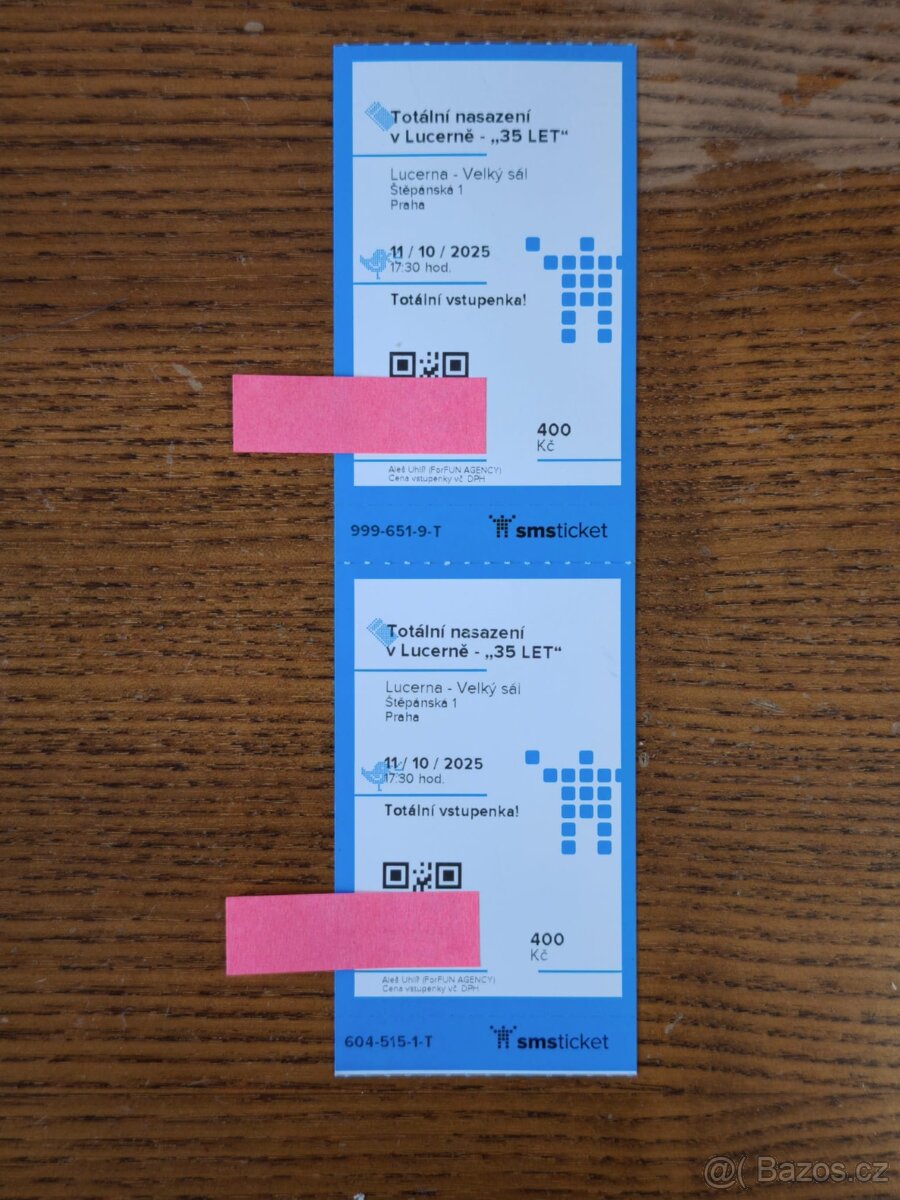 Totální nasazení
v Lucerně - „35 LET“
Lucerna - Velký sál
Štěpánská 1
Praha
11 / 10 / 2025
17:30 hod.
Totální vstupenka!
400
Kč
Aleš Uhlíř (ForFUN AGENCY)
Cena vstupenky vč. DPH
999-651-9-T
smsticket
Totální nasazení
v Lucerně - „35 LET“
Lucerna - Velký sál
Štěpánská 1
Praha
11 / 10 / 2025
17:30 hod.
Totální vstupenka!
400
Kč
Aleš Uhlíř (ForFUN AGENCY)
Cena vstupenky vč. DPH
604-515-1-T
smsticket
@( Bazos.cz